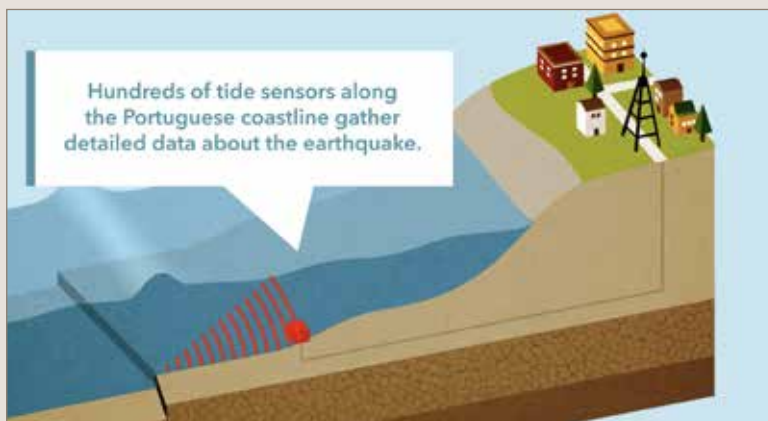 Hundreds of tide sensors along
the Portuguese coastline gather
detailed data about the earthquake.